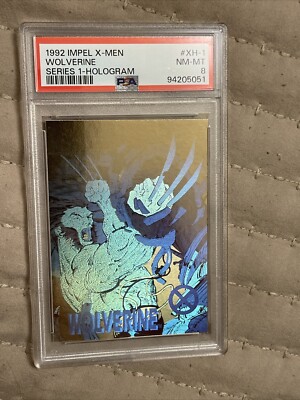 1992 IMPEL X-MEN #XH-1
WOLVERINE NM-MT
SERIES 1-HOLOGRAM 8
PSA 94205051
WOLVERINE